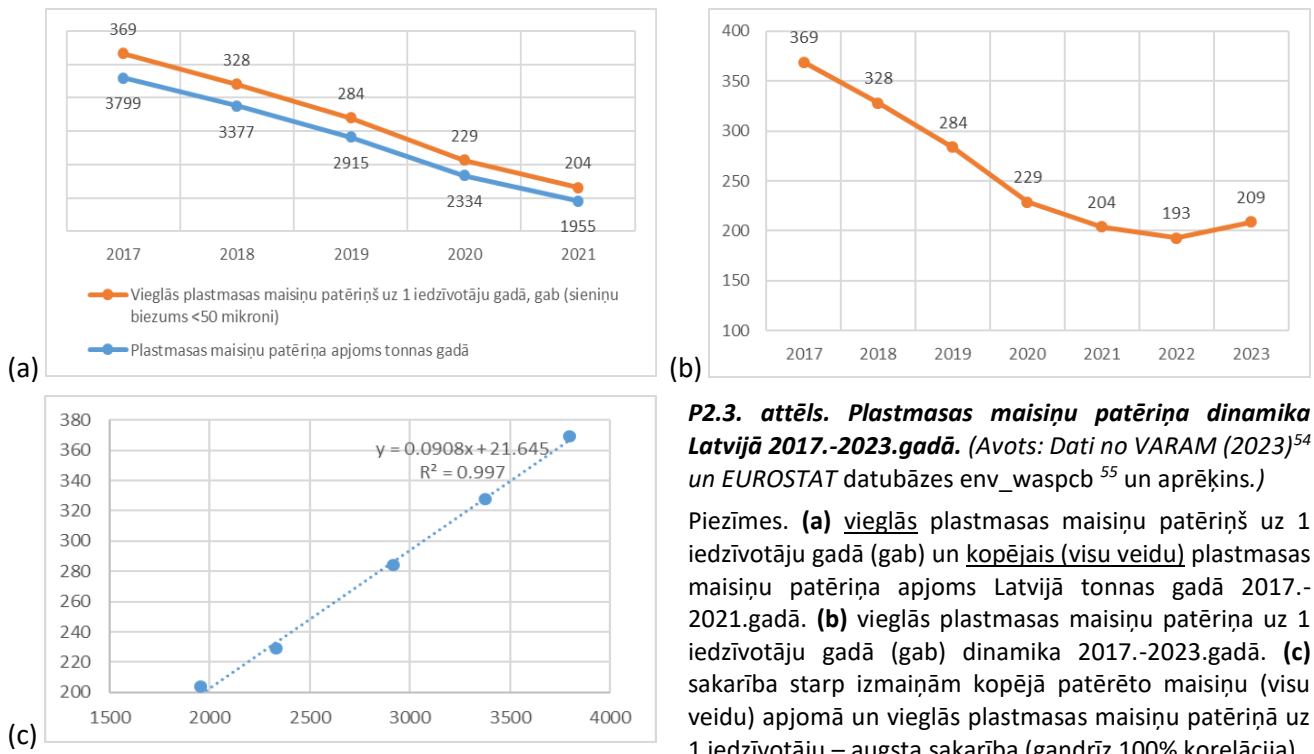 369
328
284
229
204
3799
3377
2915
2334
1955
2017
2018
2019
2020
2021
Vieglās plastmasas maisiņu patēriņš uz 1 iedzīvotāju gadā, gab (sieniņu
biezums <50 mikroni)
Plastmasas maisiņu patēriņa apjoms tonnas gadā
(a)
400
350
300
250
200
150
100
369
328
284
229
204
193
209
2017
2018
2019
2020
2021
2022
2023
(b)
380
360
340
320
300
280
260
240
220
200
y = 0.0908x + 21.645
R² = 0.997
1500
2000
2500
3000
3500
4000
(c)
P2.3. attēls. Plastmasas maisiņu patēriņa dinamika
Latvijā 2017.-2023.gadā. (Avots: Dati no VARAM (2023)54
un EUROSTAT datubāzes env_waspcb 55 un aprēķins.)
Piezīmes. (a) vieglās plastmasas maisiņu patēriņš uz 1
iedzīvotāju gadā (gab) un kopējais (visu veidu) plastmasas
maisiņu patēriņa apjoms Latvijā tonnas gadā 2017.-
2021.gadā. (b) vieglās plastmasas maisiņu patēriņa uz 1
iedzīvotāju gadā (gab) dinamika 2017.-2023.gadā. (c)
sakarība starp izmaiņām kopējā patērēto maisiņu (visu
veidu) apjomā un vieglās plastmasas maisiņu patēriņā uz
1 iedzīvotāju – augsta sakarība (gandrīz 100% korelācija)